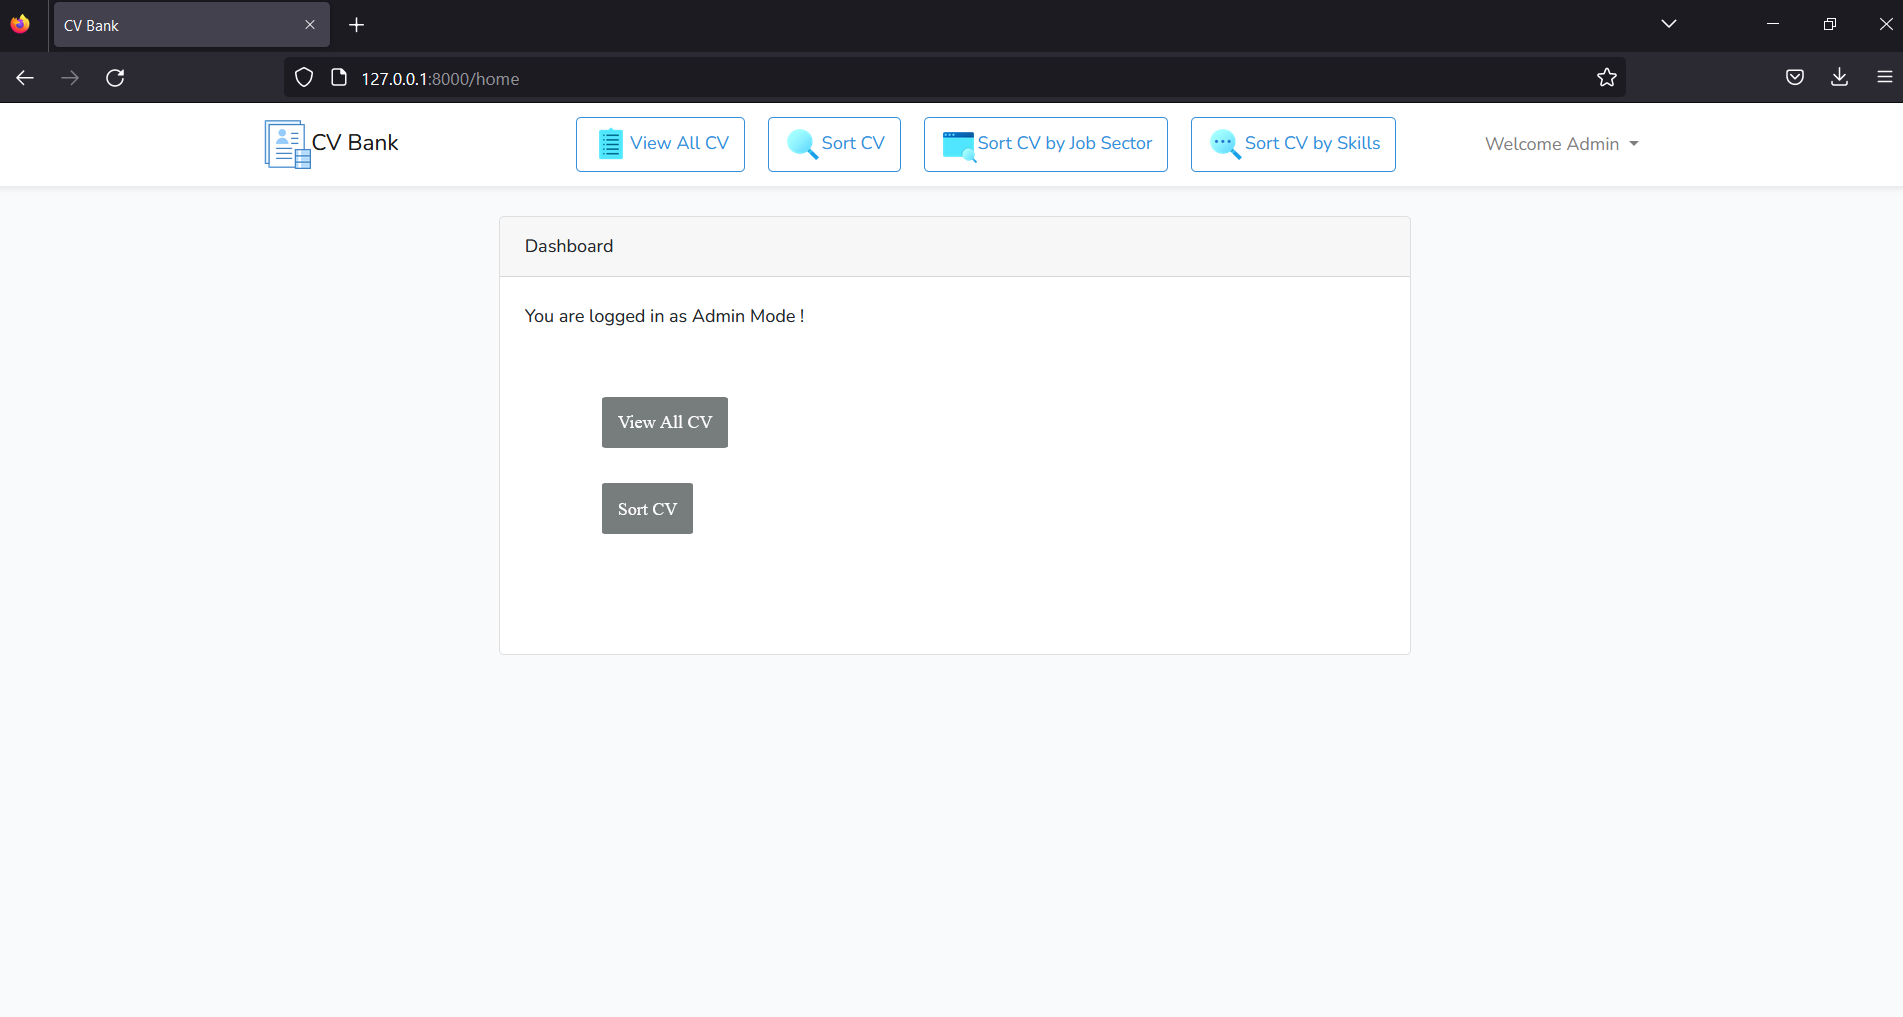 CV Bank
127.0.0.1:8000/home
CV Bank
View All CV
Sort CV
Sort CV by Job Sector
Sort CV by Skills
Welcome Admin
Dashboard
You are logged in as Admin Mode !
View All CV
Sort CV